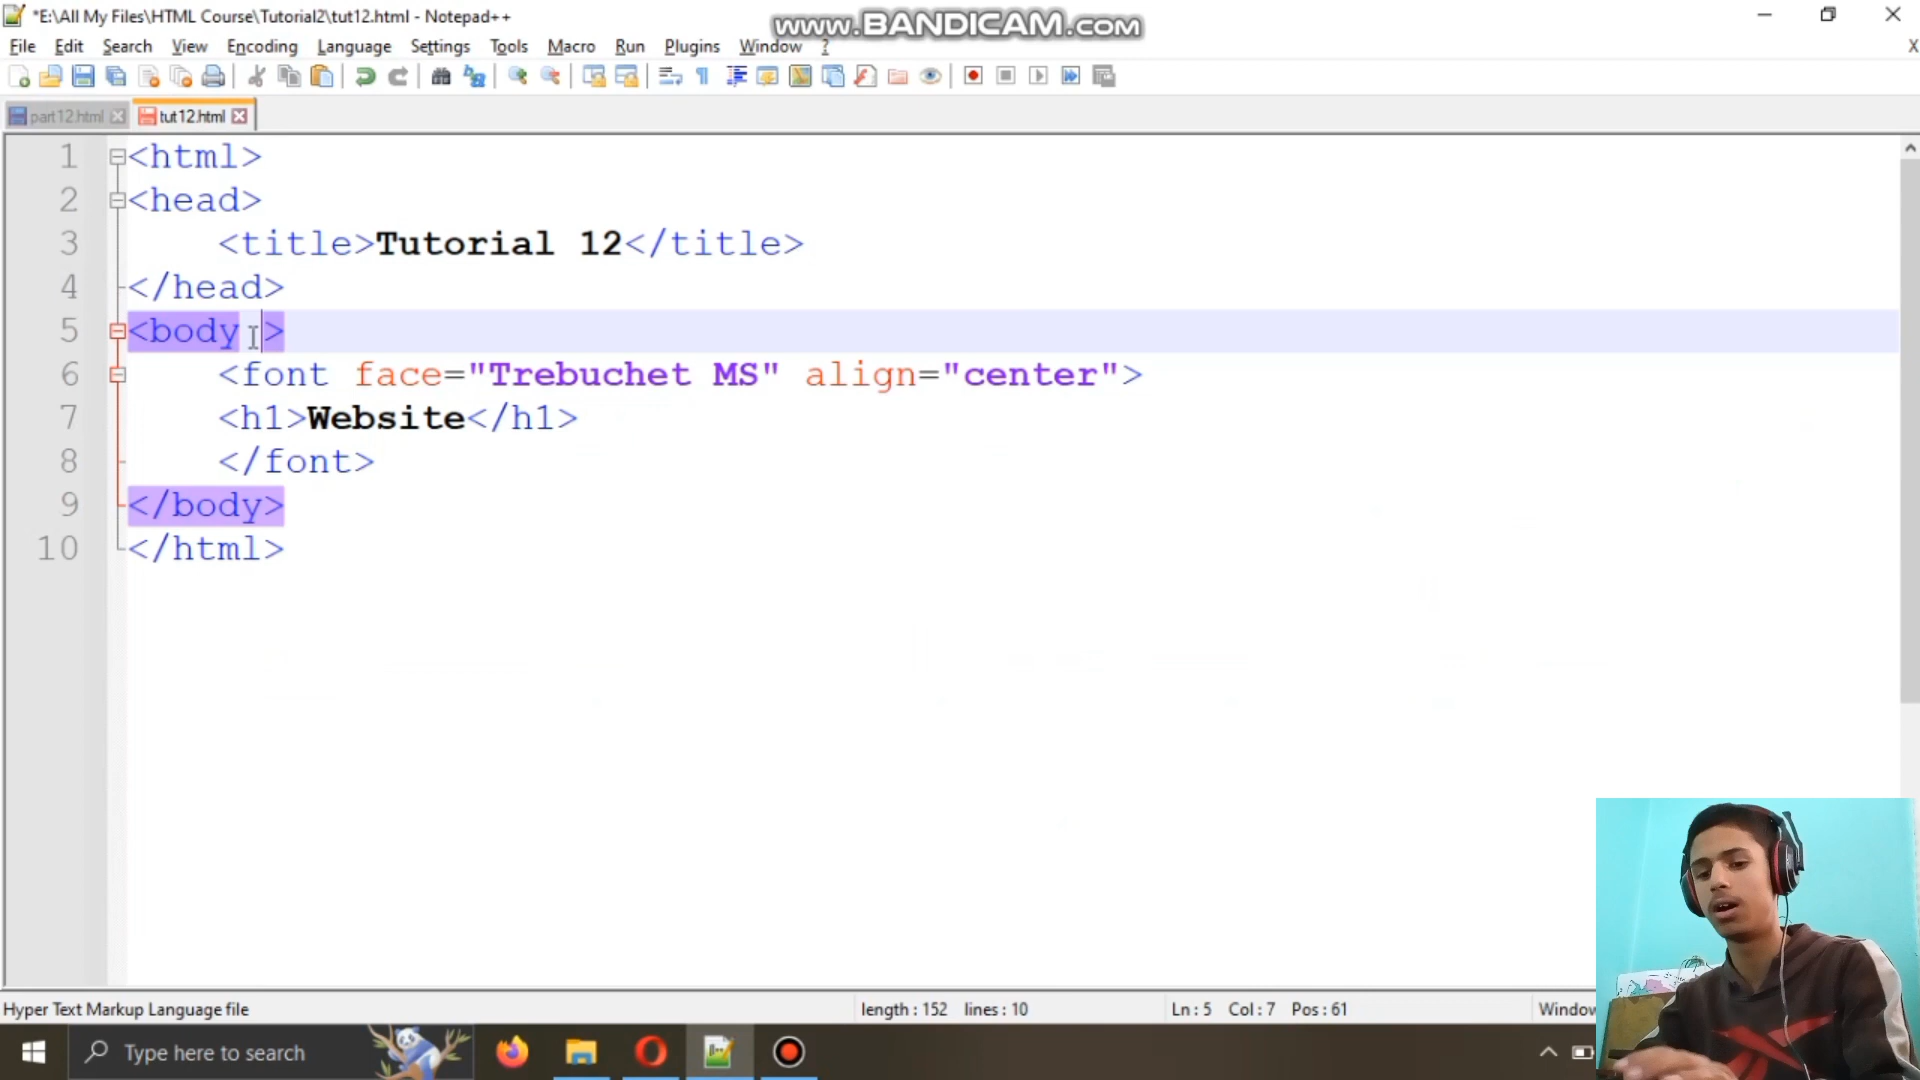 *E:\All My Files\HTML Course\Tutorial2\tut12.html - Notepad++
www.BANDICAM.com
File Edit Search View Encoding Language Settings Tools Macro Run Plugins Window ?
X
part12.html tut12.html
1 <html>
2 <head>
3 <title>Tutorial 12</title>
4 </head>
5 <body >
6 <font face="Trebuchet MS" align="center">
7 <h1>Website</h1>
8 </font>
9 </body>
10 </html>
Hyper Text Markup Language file length : 152 lines : 10 Ln : 5 Col : 7 Pos : 61
Type here to search